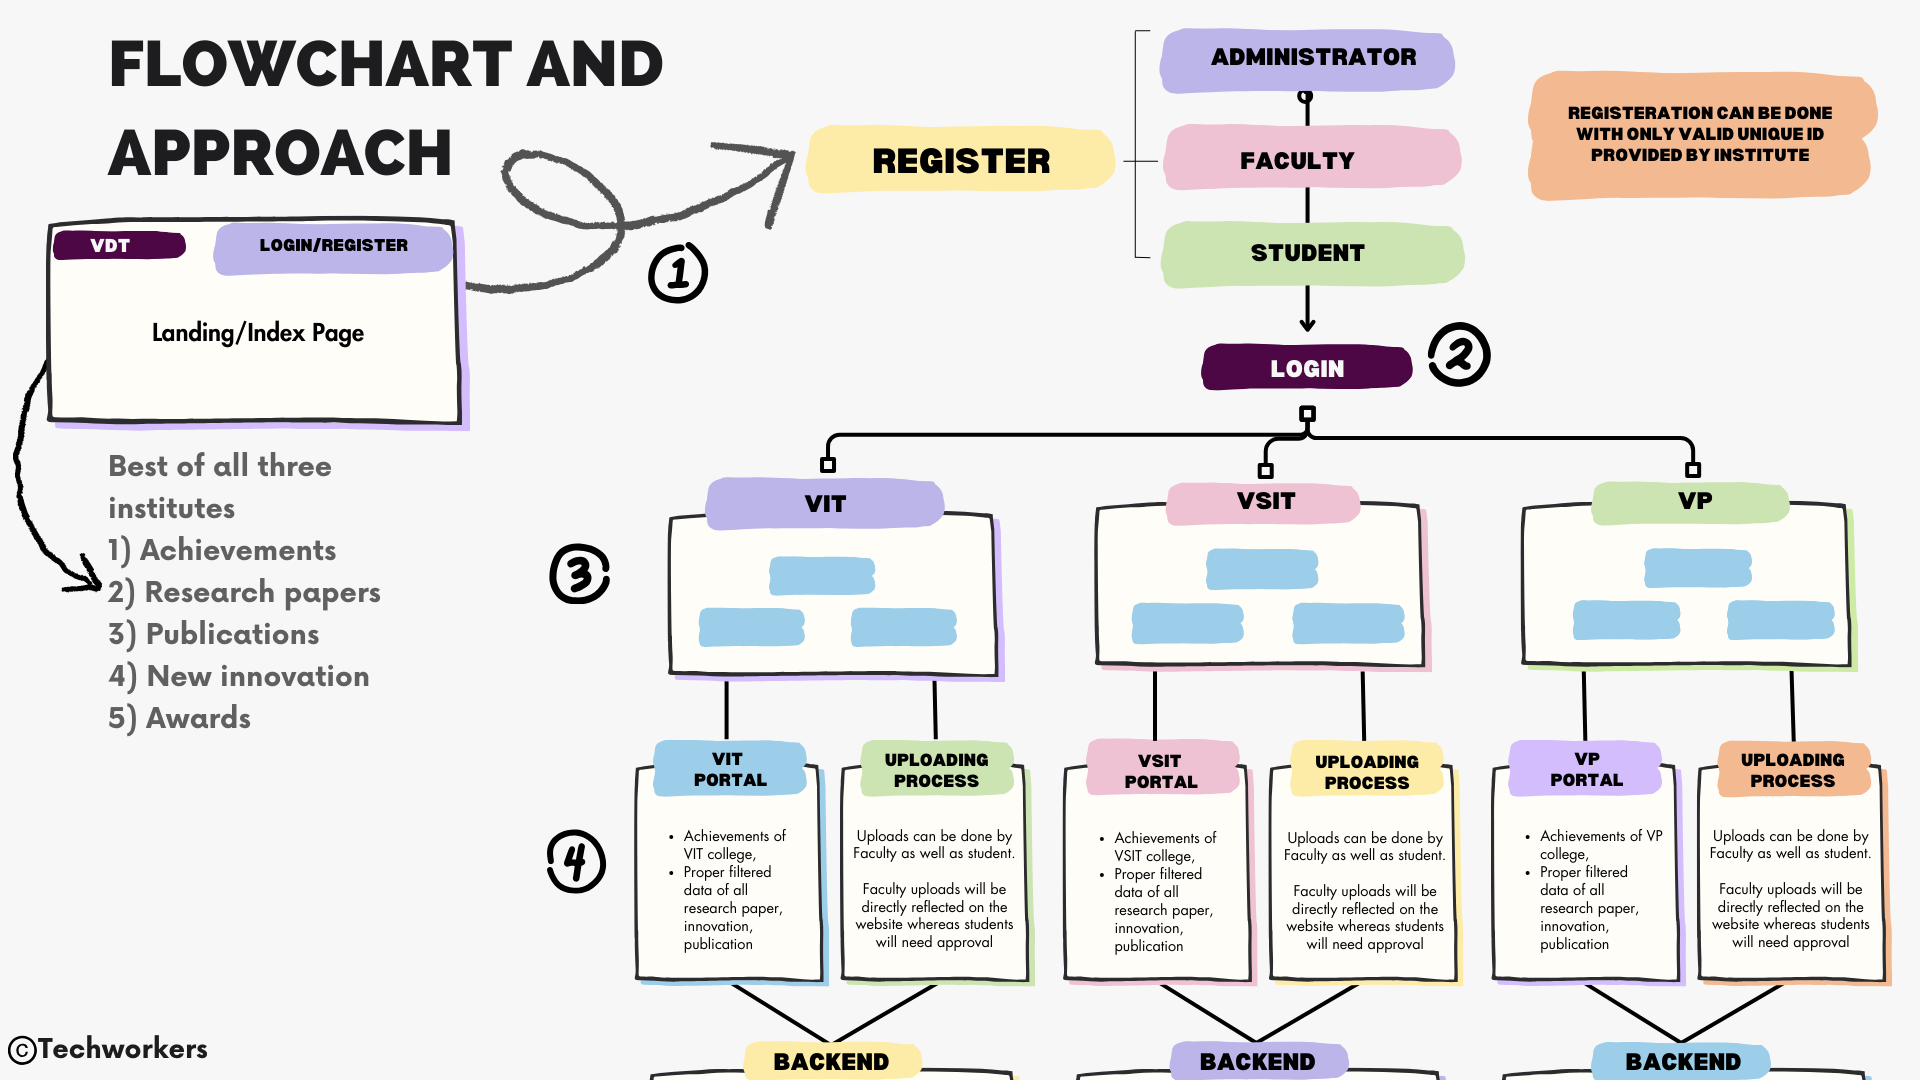 FLOWCHART AND
APPROACH
VDT
LOGIN/REGISTER
Landing/Index Page
Best of all three
institutes
1) Achievements
2) Research papers
3) Publications
4) New innovation
5) Awards
1
REGISTER
ADMINISTRATOR
FACULTY
STUDENT
REGISTERATION CAN BE DONE
WITH ONLY VALID UNIQUE ID
PROVIDED BY INSTITUTE
LOGIN
2
3
VIT
VSIT
VP
4
VIT
PORTAL
• Achievements of
VIT college,
• Proper filtered
data of all
research paper,
innovation,
publication
UPLOADING
PROCESS
Uploads can be done by
Faculty as well as student.
Faculty uploads will be
directly reflected on the
website whereas students
will need approval
VSIT
PORTAL
• Achievements of
VSIT college,
• Proper filtered
data of all
research paper,
innovation,
publication
UPLOADING
PROCESS
Uploads can be done by
Faculty as well as student.
Faculty uploads will be
directly reflected on the
website whereas students
will need approval
VP
PORTAL
• Achievements of VP
college,
• Proper filtered
data of all
research paper,
innovation,
publication
UPLOADING
PROCESS
Uploads can be done by
Faculty as well as student.
Faculty uploads will be
directly reflected on the
website whereas students
will need approval
BACKEND
BACKEND
BACKEND
©Techworkers